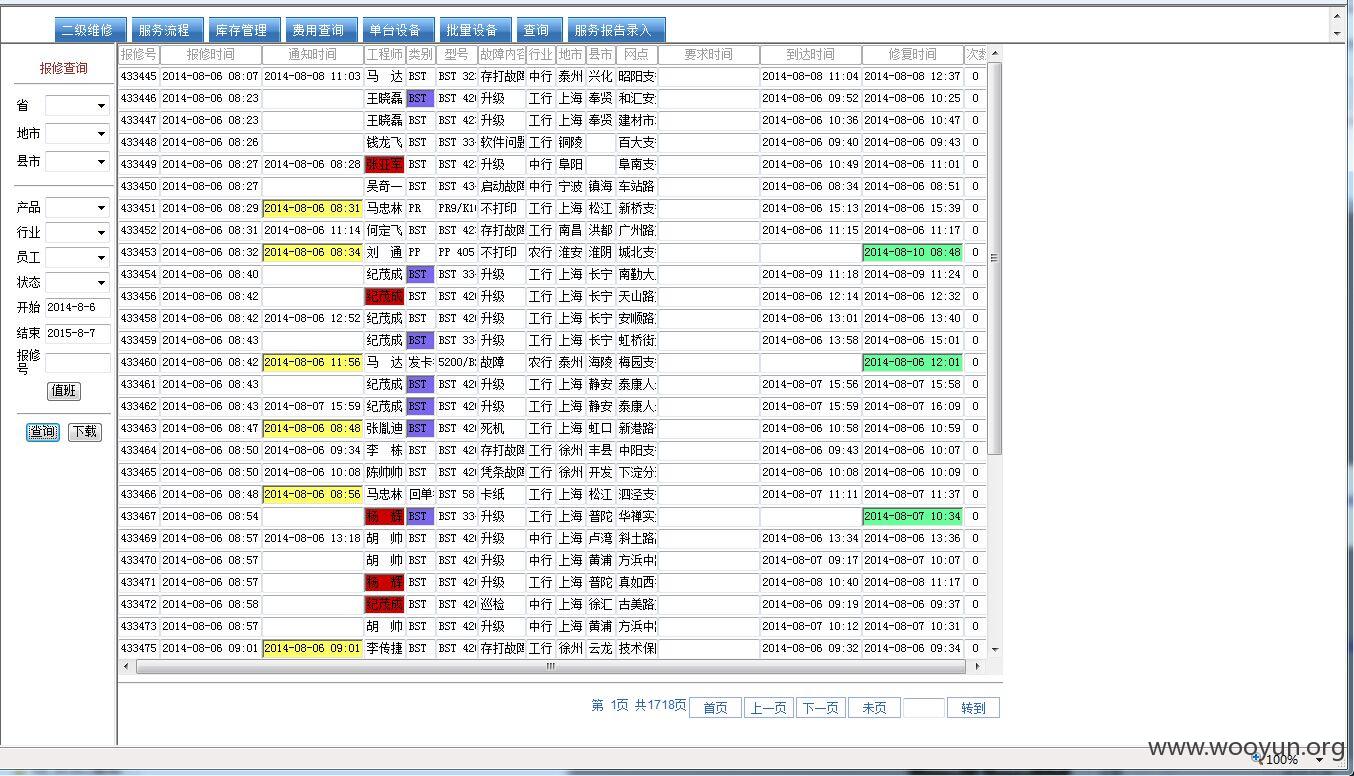 二级维修 服务流程 库存管理 费用查询 单台设备 批量设备 查询 服务报告录入
报修查询
省
地市
县市
产品
行业
员工
状态
开始 2014-8-6
结束 2015-8-7
报修号
值班
查询 下载
报修号 报修时间 通知时间 工程师 类别 型号 故障内容 行业 地市 县市 网点 要求时间 到达时间 修复时间 次数
433445 2014-08-06 08:07 2014-08-08 11:03 马 达 BST BST 32 存打故障 中行 泰州 兴化 昭阳支 2014-08-08 11:04 2014-08-08 12:37 0
433446 2014-08-06 08:23 王晓磊 BST BST 42 升级 工行 上海 奉贤 和汇安 2014-08-06 09:52 2014-08-06 10:25 0
433447 2014-08-06 08:23 王晓磊 BST BST 42 升级 工行 上海 奉贤 建材市 2014-08-06 10:36 2014-08-06 10:47 0
433448 2014-08-06 08:26 钱龙飞 BST BST 33 软件问题 工行 铜陵 百大支 2014-08-06 09:40 2014-08-06 09:43 0
433449 2014-08-06 08:27 2014-08-06 08:28 张亚军 BST BST 42 升级 中行 阜阳 阜南支 2014-08-06 10:49 2014-08-06 11:01 0
433450 2014-08-06 08:27 吴奇一 BST BST 43 启动故障 中行 宁波 镇海 车站路 2014-08-06 08:34 2014-08-06 08:51 0
433451 2014-08-06 08:29 2014-08-06 08:31 马忠林 PR PR9/K1 不打印 工行 上海 松江 新桥支 2014-08-06 15:13 2014-08-06 15:39 0
433452 2014-08-06 08:31 2014-08-06 11:14 何定飞 BST BST 42 存打故障 工行 南昌 洪都 广州路 2014-08-06 11:15 2014-08-06 11:17 0
433453 2014-08-06 08:32 2014-08-06 08:34 刘 通 PP PP 405 不打印 农行 淮安 淮阴 城北支 2014-08-10 08:48 0
433454 2014-08-06 08:40 纪茂成 BST BST 33 升级 工行 上海 长宁 南勤大 2014-08-09 11:18 2014-08-09 11:24 0
433456 2014-08-06 08:42 纪茂成 BST BST 42 升级 工行 上海 长宁 天山路 2014-08-06 12:14 2014-08-06 12:32 0
433458 2014-08-06 08:42 2014-08-06 12:52 纪茂成 BST BST 42 升级 工行 上海 长宁 安顺路 2014-08-06 13:01 2014-08-06 13:40 0
433459 2014-08-06 08:43 纪茂成 BST BST 33 升级 工行 上海 长宁 虹桥街 2014-08-06 13:58 2014-08-06 15:01 0
433460 2014-08-06 08:42 2014-08-06 11:56 马 达 发卡 5200/B 故障 农行 泰州 海陵 梅园支 2014-08-06 12:01 0
433461 2014-08-06 08:43 纪茂成 BST BST 42 升级 工行 上海 静安 泰康人 2014-08-07 15:56 2014-08-07 15:58 0
433462 2014-08-06 08:43 2014-08-07 15:59 纪茂成 BST BST 42 升级 工行 上海 静安 泰康人 2014-08-07 15:59 2014-08-07 16:09 0
433463 2014-08-06 08:47 2014-08-06 08:48 张胤迪 BST BST 42 死机 工行 上海 虹口 新港路 2014-08-06 10:58 2014-08-06 10:59 0
433464 2014-08-06 08:50 2014-08-06 09:34 李 栋 BST BST 42 存打故障 工行 徐州 丰县 中阳支 2014-08-06 09:43 2014-08-06 10:07 0
433465 2014-08-06 08:50 2014-08-06 10:08 陈帅帅 BST BST 42 凭条故障 工行 徐州 开发 下淀分 2014-08-06 10:08 2014-08-06 10:09 0
433466 2014-08-06 08:48 2014-08-06 08:56 马忠林 回单 BST 58 卡纸 工行 上海 松江 泗泾支 2014-08-07 11:11 2014-08-07 11:37 0
433467 2014-08-06 08:54 杨 辉 BST BST 33 升级 工行 上海 普陀 华禅实 2014-08-07 10:34 0
433469 2014-08-06 08:57 2014-08-06 13:18 胡 帅 BST BST 42 升级 中行 上海 卢湾 斜土路 2014-08-06 13:34 2014-08-06 13:36 0
433470 2014-08-06 08:57 胡 帅 BST BST 42 升级 中行 上海 黄浦 方浜中 2014-08-07 09:17 2014-08-07 10:07 0
433471 2014-08-06 08:57 杨 辉 BST BST 42 升级 工行 上海 普陀 真如西 2014-08-08 10:40 2014-08-08 11:17 0
433472 2014-08-06 08:58 纪茂成 BST BST 42 巡检 中行 上海 徐汇 古美路 2014-08-06 09:19 2014-08-06 09:37 0
433473 2014-08-06 08:57 胡 帅 BST BST 42 升级 中行 上海 黄浦 方浜中 2014-08-07 10:12 2014-08-07 10:31 0
433475 2014-08-06 09:01 2014-08-06 09:01 李传捷 BST BST 42 存打故障 工行 徐州 云龙 技术保 2014-08-06 09:32 2014-08-06 09:34 0
第 1页 共1718页 首页 上一页 下一页 末页 转到
www.wooyun.org
100%